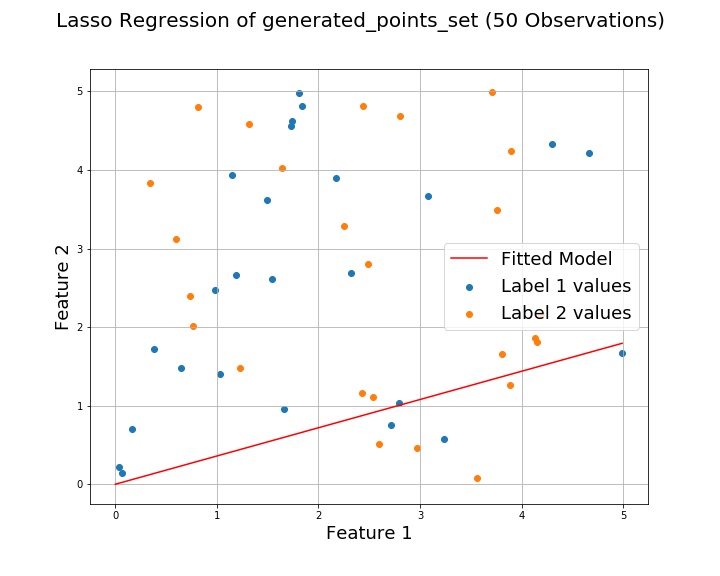 Lasso Regression of generated_points_set (50 Observations)
5
4
3
2
1
0
Feature 2
Fitted Model
Label 1 values
Label 2 values
0 1 2 3 4 5
Feature 1